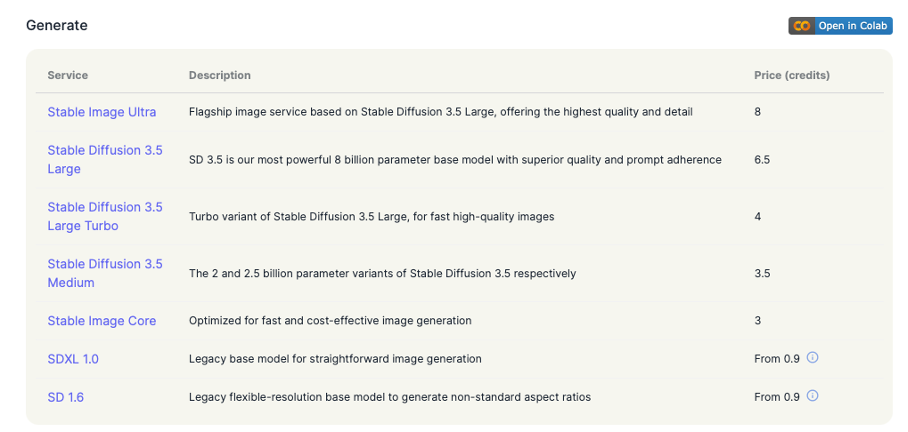 Generate
CO Open in Colab
Service Description Price (credits)
Stable Image Ultra Flagship image service based on Stable Diffusion 3.5 Large, offering the highest quality and detail 8
Stable Diffusion 3.5
Large SD 3.5 is our most powerful 8 billion parameter base model with superior quality and prompt adherence 6.5
Stable Diffusion 3.5
Large Turbo Turbo variant of Stable Diffusion 3.5 Large, for fast high-quality images 4
Stable Diffusion 3.5
Medium The 2 and 2.5 billion parameter variants of Stable Diffusion 3.5 respectively 3.5
Stable Image Core Optimized for fast and cost-effective image generation 3
SDXL 1.0 Legacy base model for straightforward image generation From 0.9
SD 1.6 Legacy flexible-resolution base model to generate non-standard aspect ratios From 0.9